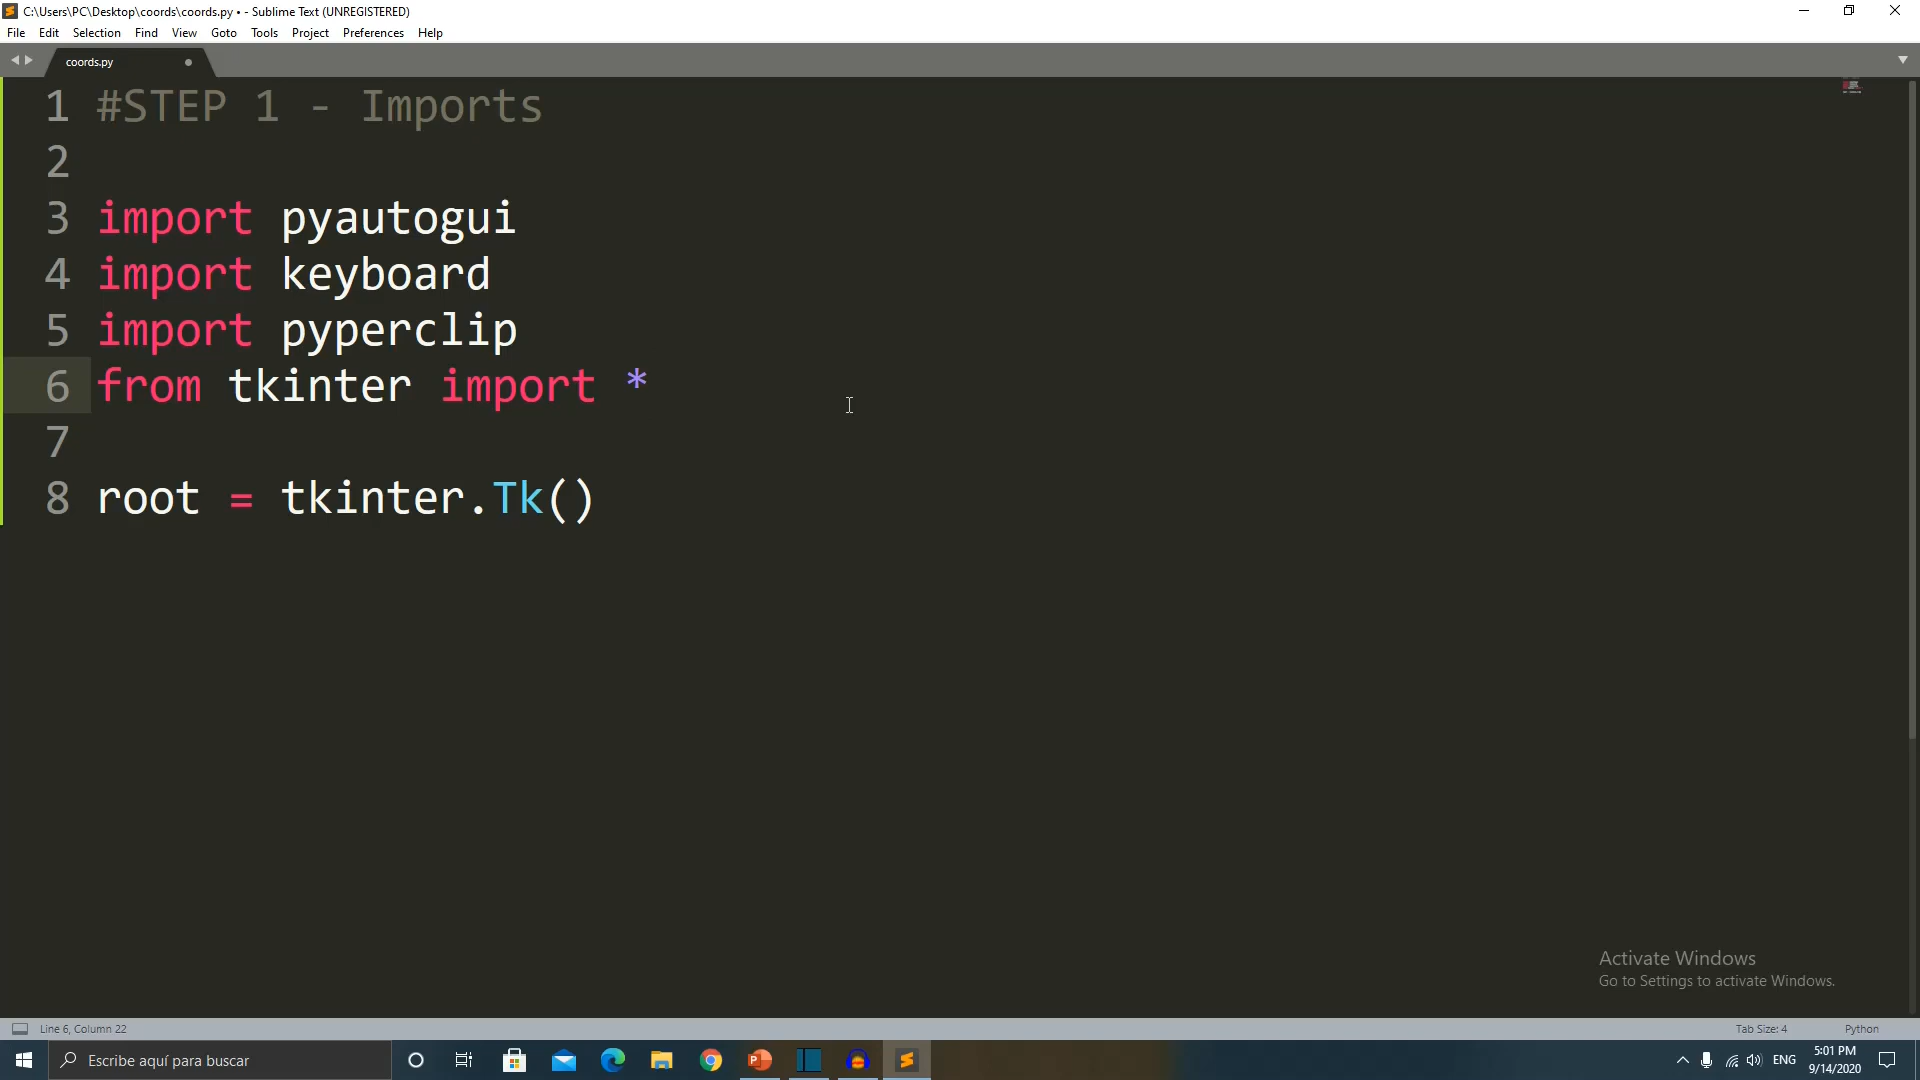 C:\Users\PC\Desktop\coords\coords.py • - Sublime Text (UNREGISTERED)
File Edit Selection Find View Goto Tools Project Preferences Help
coords.py
1 #STEP 1 - Imports
2
3 import pyautogui
4 import keyboard
5 import pyperclip
6 from tkinter import *
7
8 root = tkinter.Tk()
Activate Windows
Go to Settings to activate Windows.
Line 6, Column 22 Tab Size: 4 Python
Escribe aquí para buscar ENG 5:01 PM
9/14/2020